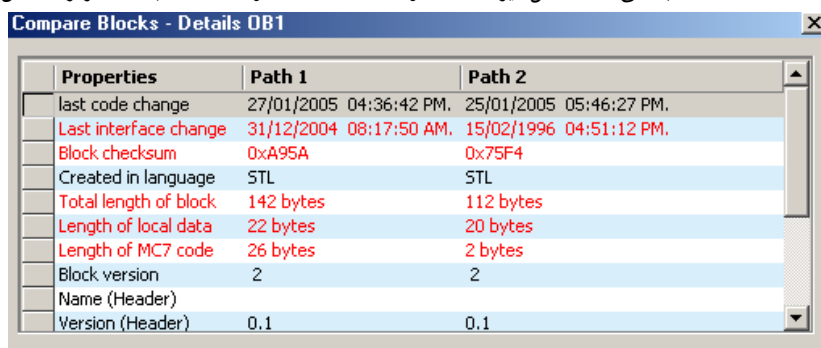 Compare Blocks - Details OB1
Properties Path 1 Path 2
last code change 27/01/2005 04:36:42 PM. 25/01/2005 05:46:27 PM.
Last interface change 31/12/2004 08:17:50 AM. 15/02/1996 04:51:12 PM.
Block checksum 0xA95A 0x75F4
Created in language STL STL
Total length of block 142 bytes 112 bytes
Length of local data 22 bytes 20 bytes
Length of MC7 code 26 bytes 2 bytes
Block version 2 2
Name (Header)
Version (Header) 0.1 0.1